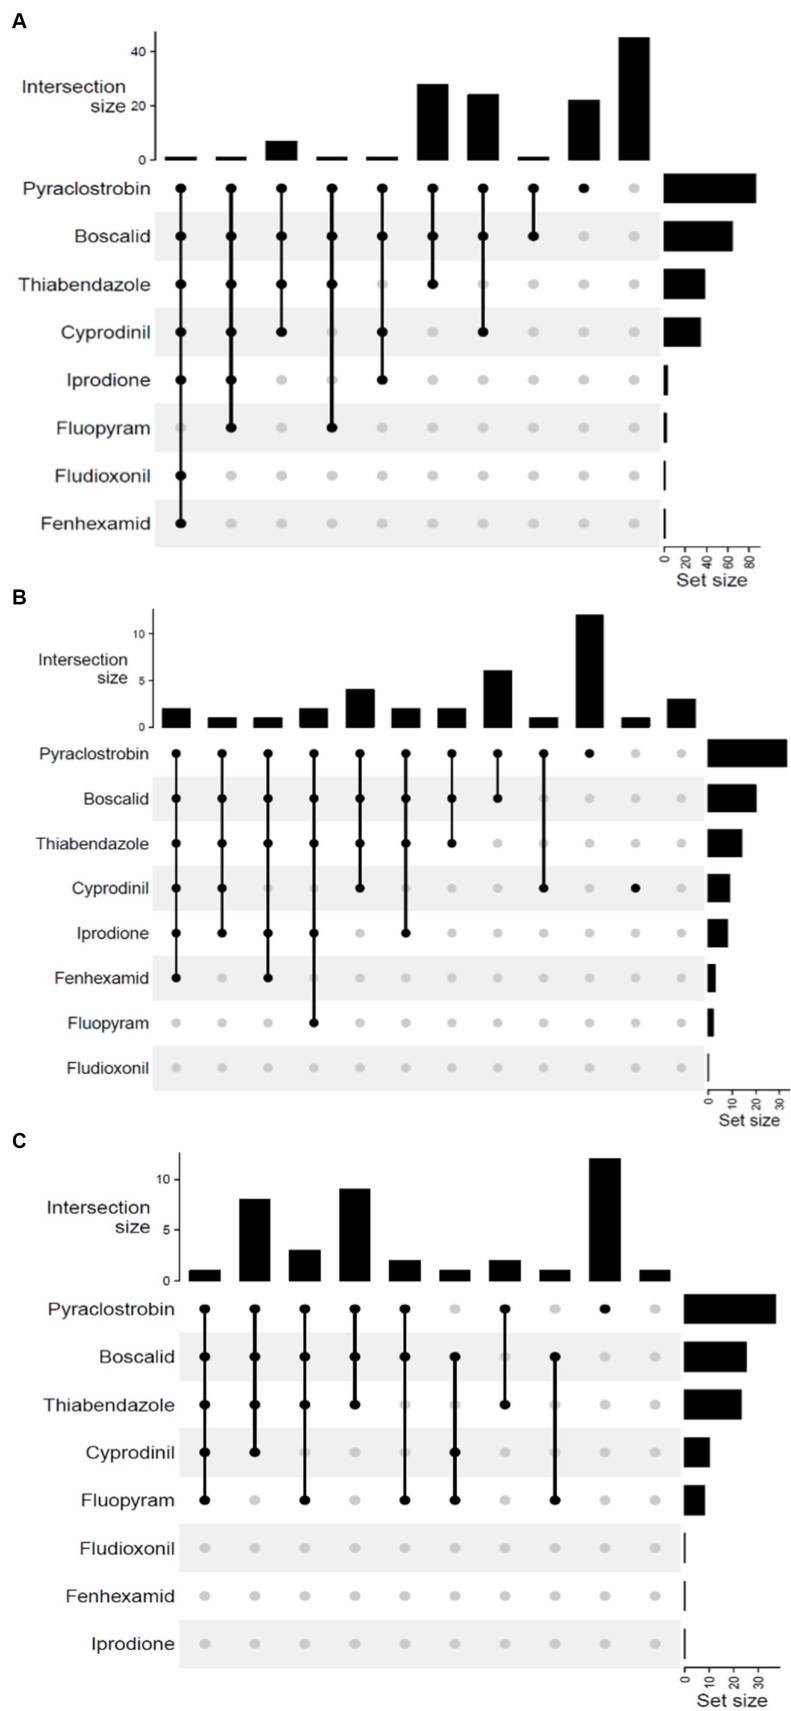 A
Intersection
size
40
20
0
Pyraclostrobin
Boscalid
Thiabendazole
Cyprodinil
Iprodione
Fluopyram
Fludioxonil
Fenhexamid
0 20 40 60 80
Set size
B
Intersection
size
10
5
0
Pyraclostrobin
Boscalid
Thiabendazole
Cyprodinil
Iprodione
Fenhexamid
Fluopyram
Fludioxonil
0 10 20 30
Set size
C
Intersection
size
10
5
0
Pyraclostrobin
Boscalid
Thiabendazole
Cyprodinil
Fluopyram
Fludioxonil
Fenhexamid
Iprodione
0 10 20 30
Set size